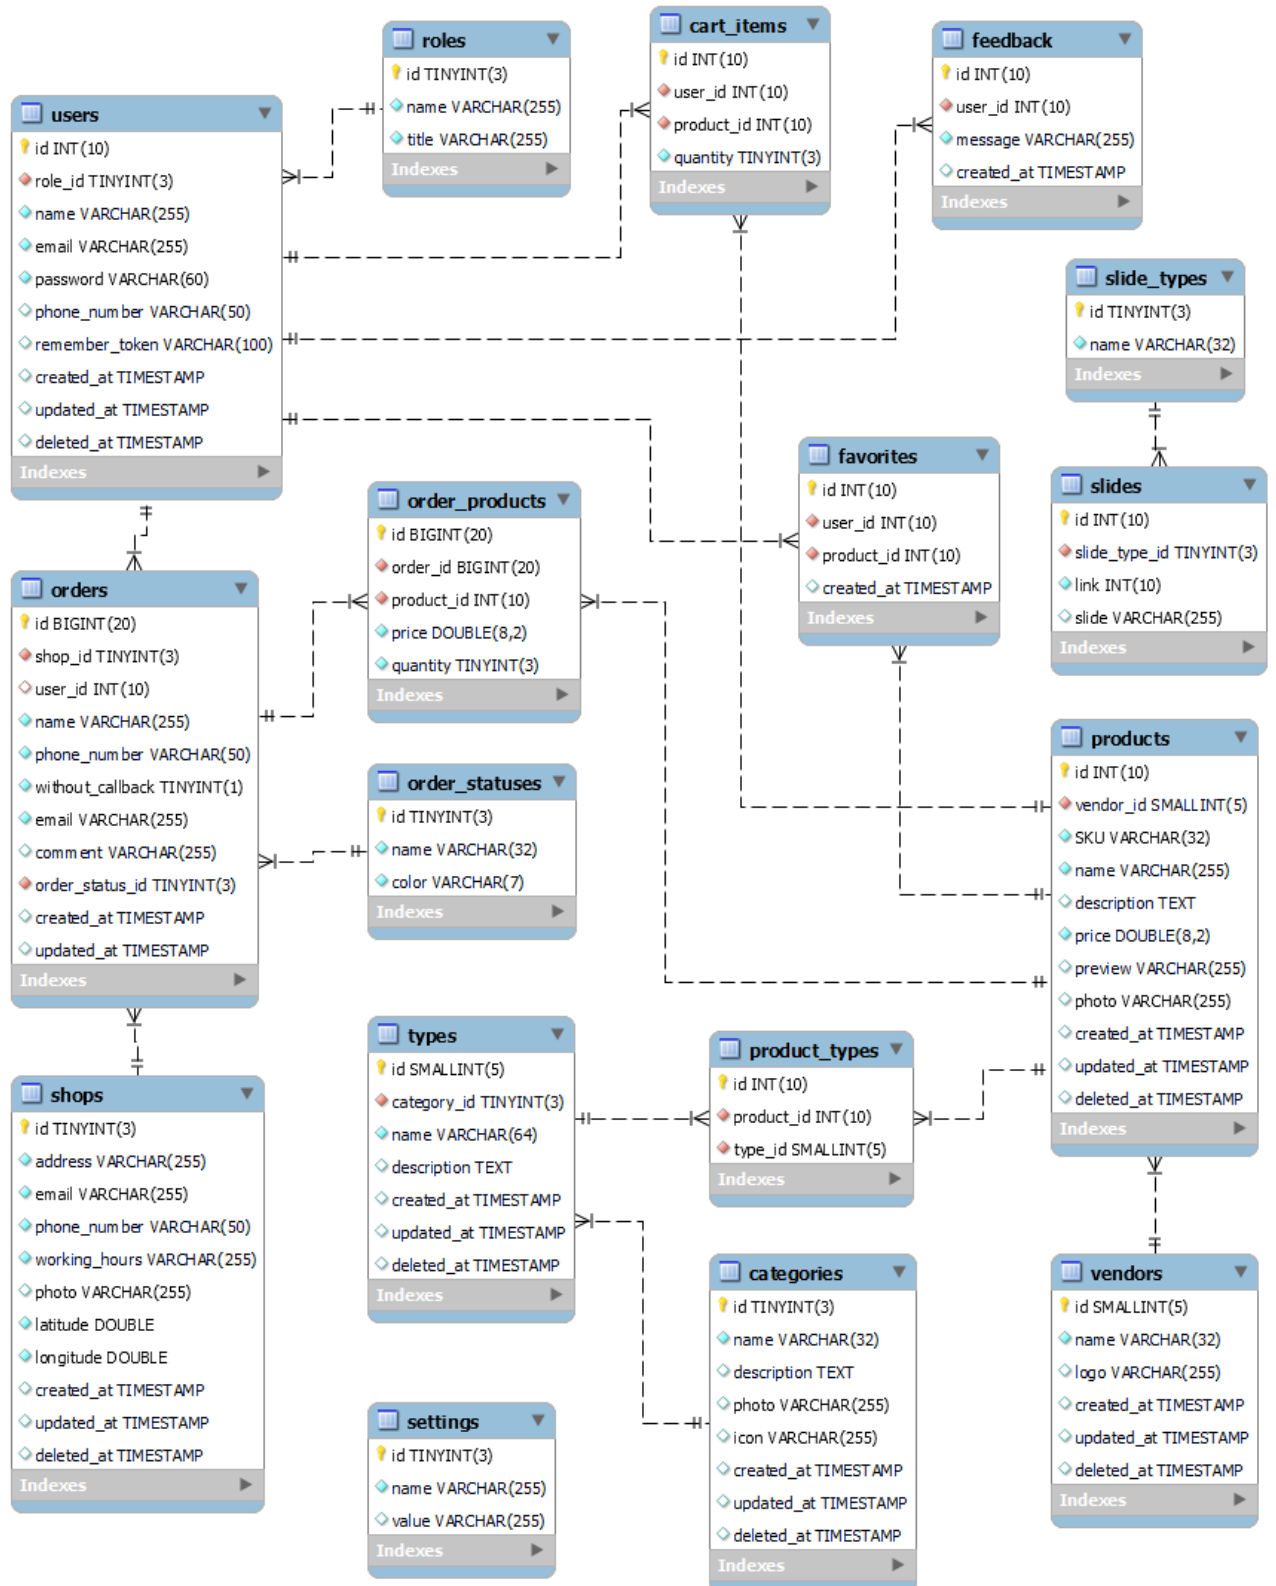 roles
id TINYINT(3)
name VARCHAR(255)
title VARCHAR(255)
Indexes
cart_items
id INT(10)
user_id INT(10)
product_id INT(10)
quantity TINYINT(3)
Indexes
feedback
id INT(10)
user_id INT(10)
message VARCHAR(255)
created_at TIMESTAMP
Indexes
users
id INT(10)
role_id TINYINT(3)
name VARCHAR(255)
email VARCHAR(255)
password VARCHAR(60)
phone_number VARCHAR(50)
remember_token VARCHAR(100)
created_at TIMESTAMP
updated_at TIMESTAMP
deleted_at TIMESTAMP
Indexes
slide_types
id TINYINT(3)
name VARCHAR(32)
Indexes
favorites
id INT(10)
user_id INT(10)
product_id INT(10)
created_at TIMESTAMP
Indexes
slides
id INT(10)
slide_type_id TINYINT(3)
link INT(10)
slide VARCHAR(255)
Indexes
order_products
id BIGINT(20)
order_id BIGINT(20)
product_id INT(10)
price DOUBLE(8,2)
quantity TINYINT(3)
Indexes
orders
id BIGINT(20)
shop_id TINYINT(3)
user_id INT(10)
name VARCHAR(255)
phone_number VARCHAR(50)
without_callback TINYINT(1)
email VARCHAR(255)
comment VARCHAR(255)
order_status_id TINYINT(3)
created_at TIMESTAMP
updated_at TIMESTAMP
Indexes
order_statuses
id TINYINT(3)
name VARCHAR(32)
color VARCHAR(7)
Indexes
products
id INT(10)
vendor_id SMALLINT(5)
SKU VARCHAR(32)
name VARCHAR(255)
description TEXT
price DOUBLE(8,2)
preview VARCHAR(255)
photo VARCHAR(255)
created_at TIMESTAMP
updated_at TIMESTAMP
deleted_at TIMESTAMP
Indexes
types
id SMALLINT(5)
category_id TINYINT(3)
name VARCHAR(64)
description TEXT
created_at TIMESTAMP
updated_at TIMESTAMP
deleted_at TIMESTAMP
Indexes
product_types
id INT(10)
product_id INT(10)
type_id SMALLINT(5)
Indexes
shops
id TINYINT(3)
address VARCHAR(255)
email VARCHAR(255)
phone_number VARCHAR(50)
working_hours VARCHAR(255)
photo VARCHAR(255)
latitude DOUBLE
longitude DOUBLE
created_at TIMESTAMP
updated_at TIMESTAMP
deleted_at TIMESTAMP
Indexes
categories
id TINYINT(3)
name VARCHAR(32)
description TEXT
photo VARCHAR(255)
icon VARCHAR(255)
created_at TIMESTAMP
updated_at TIMESTAMP
deleted_at TIMESTAMP
Indexes
vendors
id SMALLINT(5)
name VARCHAR(32)
logo VARCHAR(255)
created_at TIMESTAMP
updated_at TIMESTAMP
deleted_at TIMESTAMP
Indexes
settings
id TINYINT(3)
name VARCHAR(255)
value VARCHAR(255)
Indexes